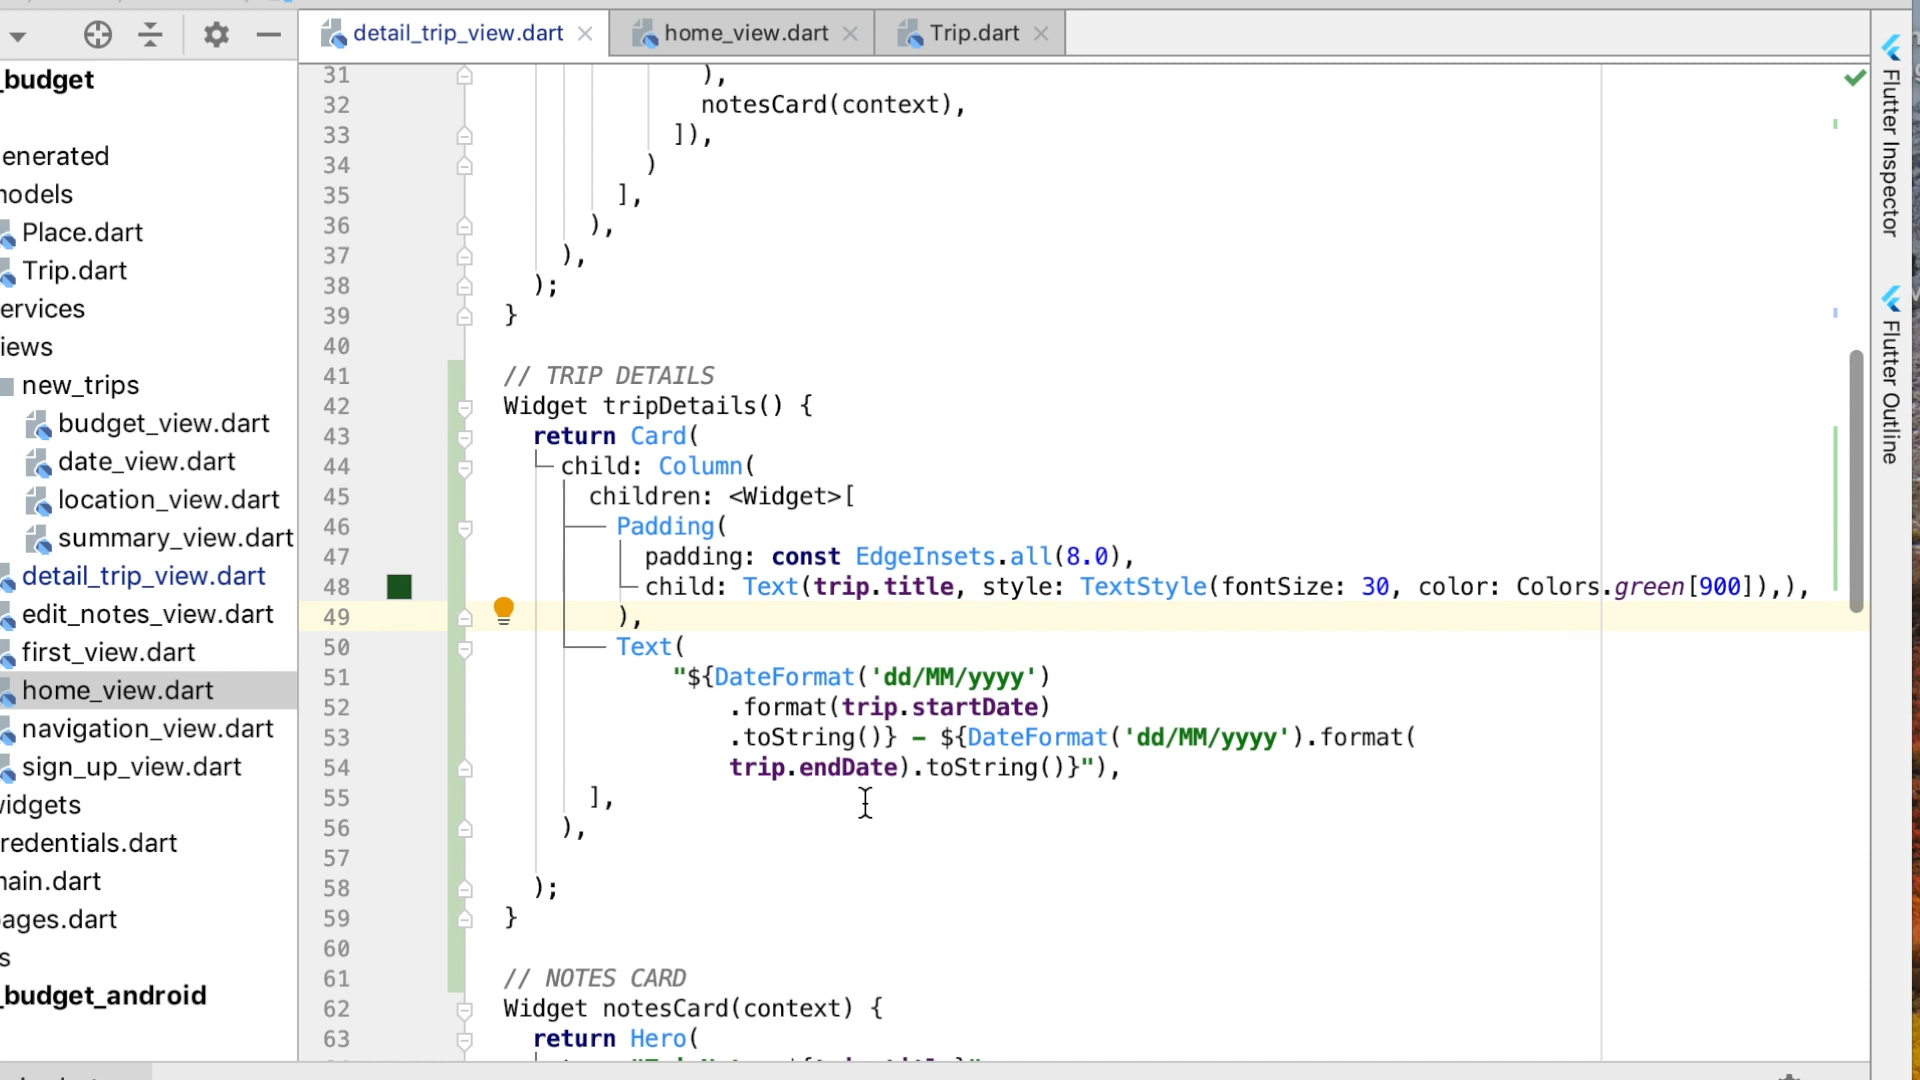 detail_trip_view.dart
home_view.dart
Trip.dart
_budget
enerated
odels
Place.dart
Trip.dart
ervices
iews
new_trips
budget_view.dart
date_view.dart
location_view.dart
summary_view.dart
detail_trip_view.dart
edit_notes_view.dart
first_view.dart
home_view.dart
navigation_view.dart
sign_up_view.dart
idgets
redentials.dart
ain.dart
ages.dart
s
_budget_android
31 ),
32 notesCard(context),
33 ]),
34 )
35 ],
36 ),
37 ),
38 );
39 }
40
41 // TRIP DETAILS
42 Widget tripDetails() {
43 return Card(
44 child: Column(
45 children: <Widget>[
46 Padding(
47 padding: const EdgeInsets.all(8.0),
48 child: Text(trip.title, style: TextStyle(fontSize: 30, color: Colors.green[900]),),
49 ),
50 Text(
51 "${DateFormat('dd/MM/yyyy')
52 .format(trip.startDate)
53 .toString()} - ${DateFormat('dd/MM/yyyy').format(
54 trip.endDate).toString()}"),
55 ],
56 ),
57
58 );
59 }
60
61 // NOTES CARD
62 Widget notesCard(context) {
63 return Hero(
Flutter Inspector
Flutter Outline